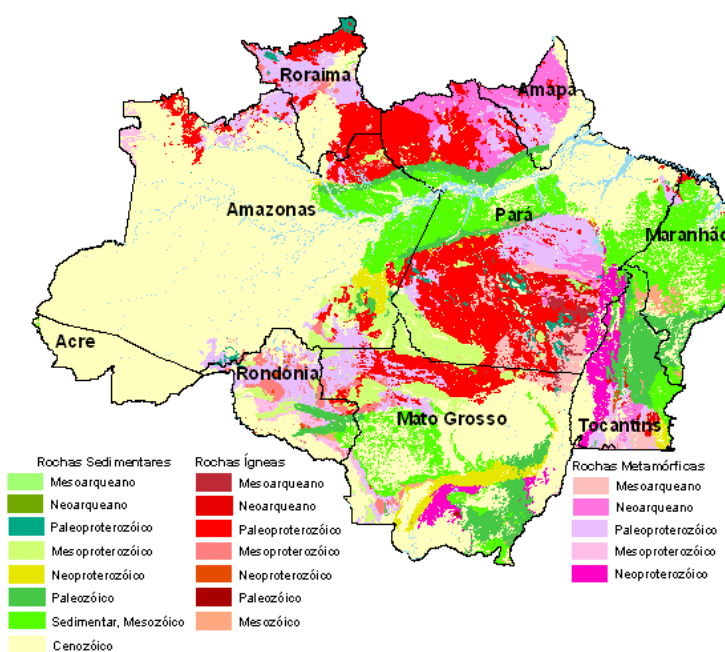 Roraima
Amapá
Amazonas
Pará
Maranhão
Acre
Rondônia
Mato Grosso
Tocantins
Rochas Sedimentares
Mesoarqueano
Neoarqueano
Paleoproterozóico
Mesoproterozóico
Neoproterozóico
Paleozóico
Sedimentar, Mesozóico
Cenozóico
Rochas Ígneas
Mesoarqueano
Neoarqueano
Paleoproterozóico
Mesoproterozóico
Neoproterozóico
Paleozóico
Mesozóico
Rochas Metamórficas
Mesoarqueano
Neoarqueano
Paleoproterozóico
Mesoproterozóico
Neoproterozóico